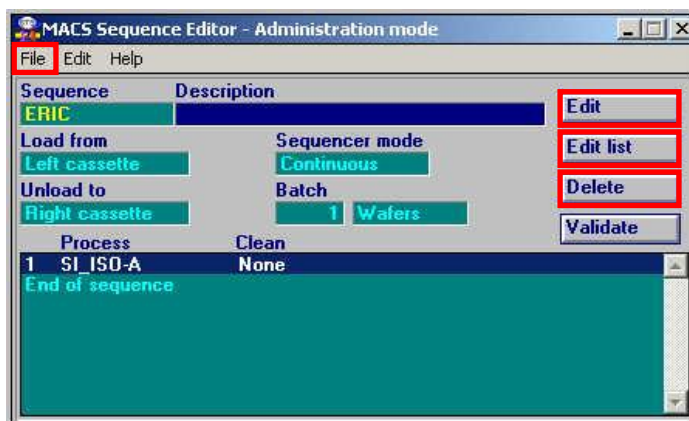 MACS Sequence Editor - Administration mode
File Edit Help
Sequence Description
ERIC
Edit
Load from Sequencer mode
Edit list
Left cassette Continuous
Unload to Batch
Delete
Right cassette 1 Wafers
Validate
Process Clean
1 SI_ISO-A None
End of sequence